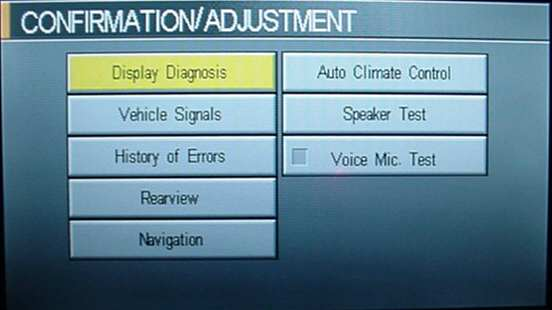 CONFIRMATION/ADJUSTMENT
Display Diagnosis
Vehicle Signals
History of Errors
Rearview
Navigation
Auto Climate Control
Speaker Test
Voice Mic. Test